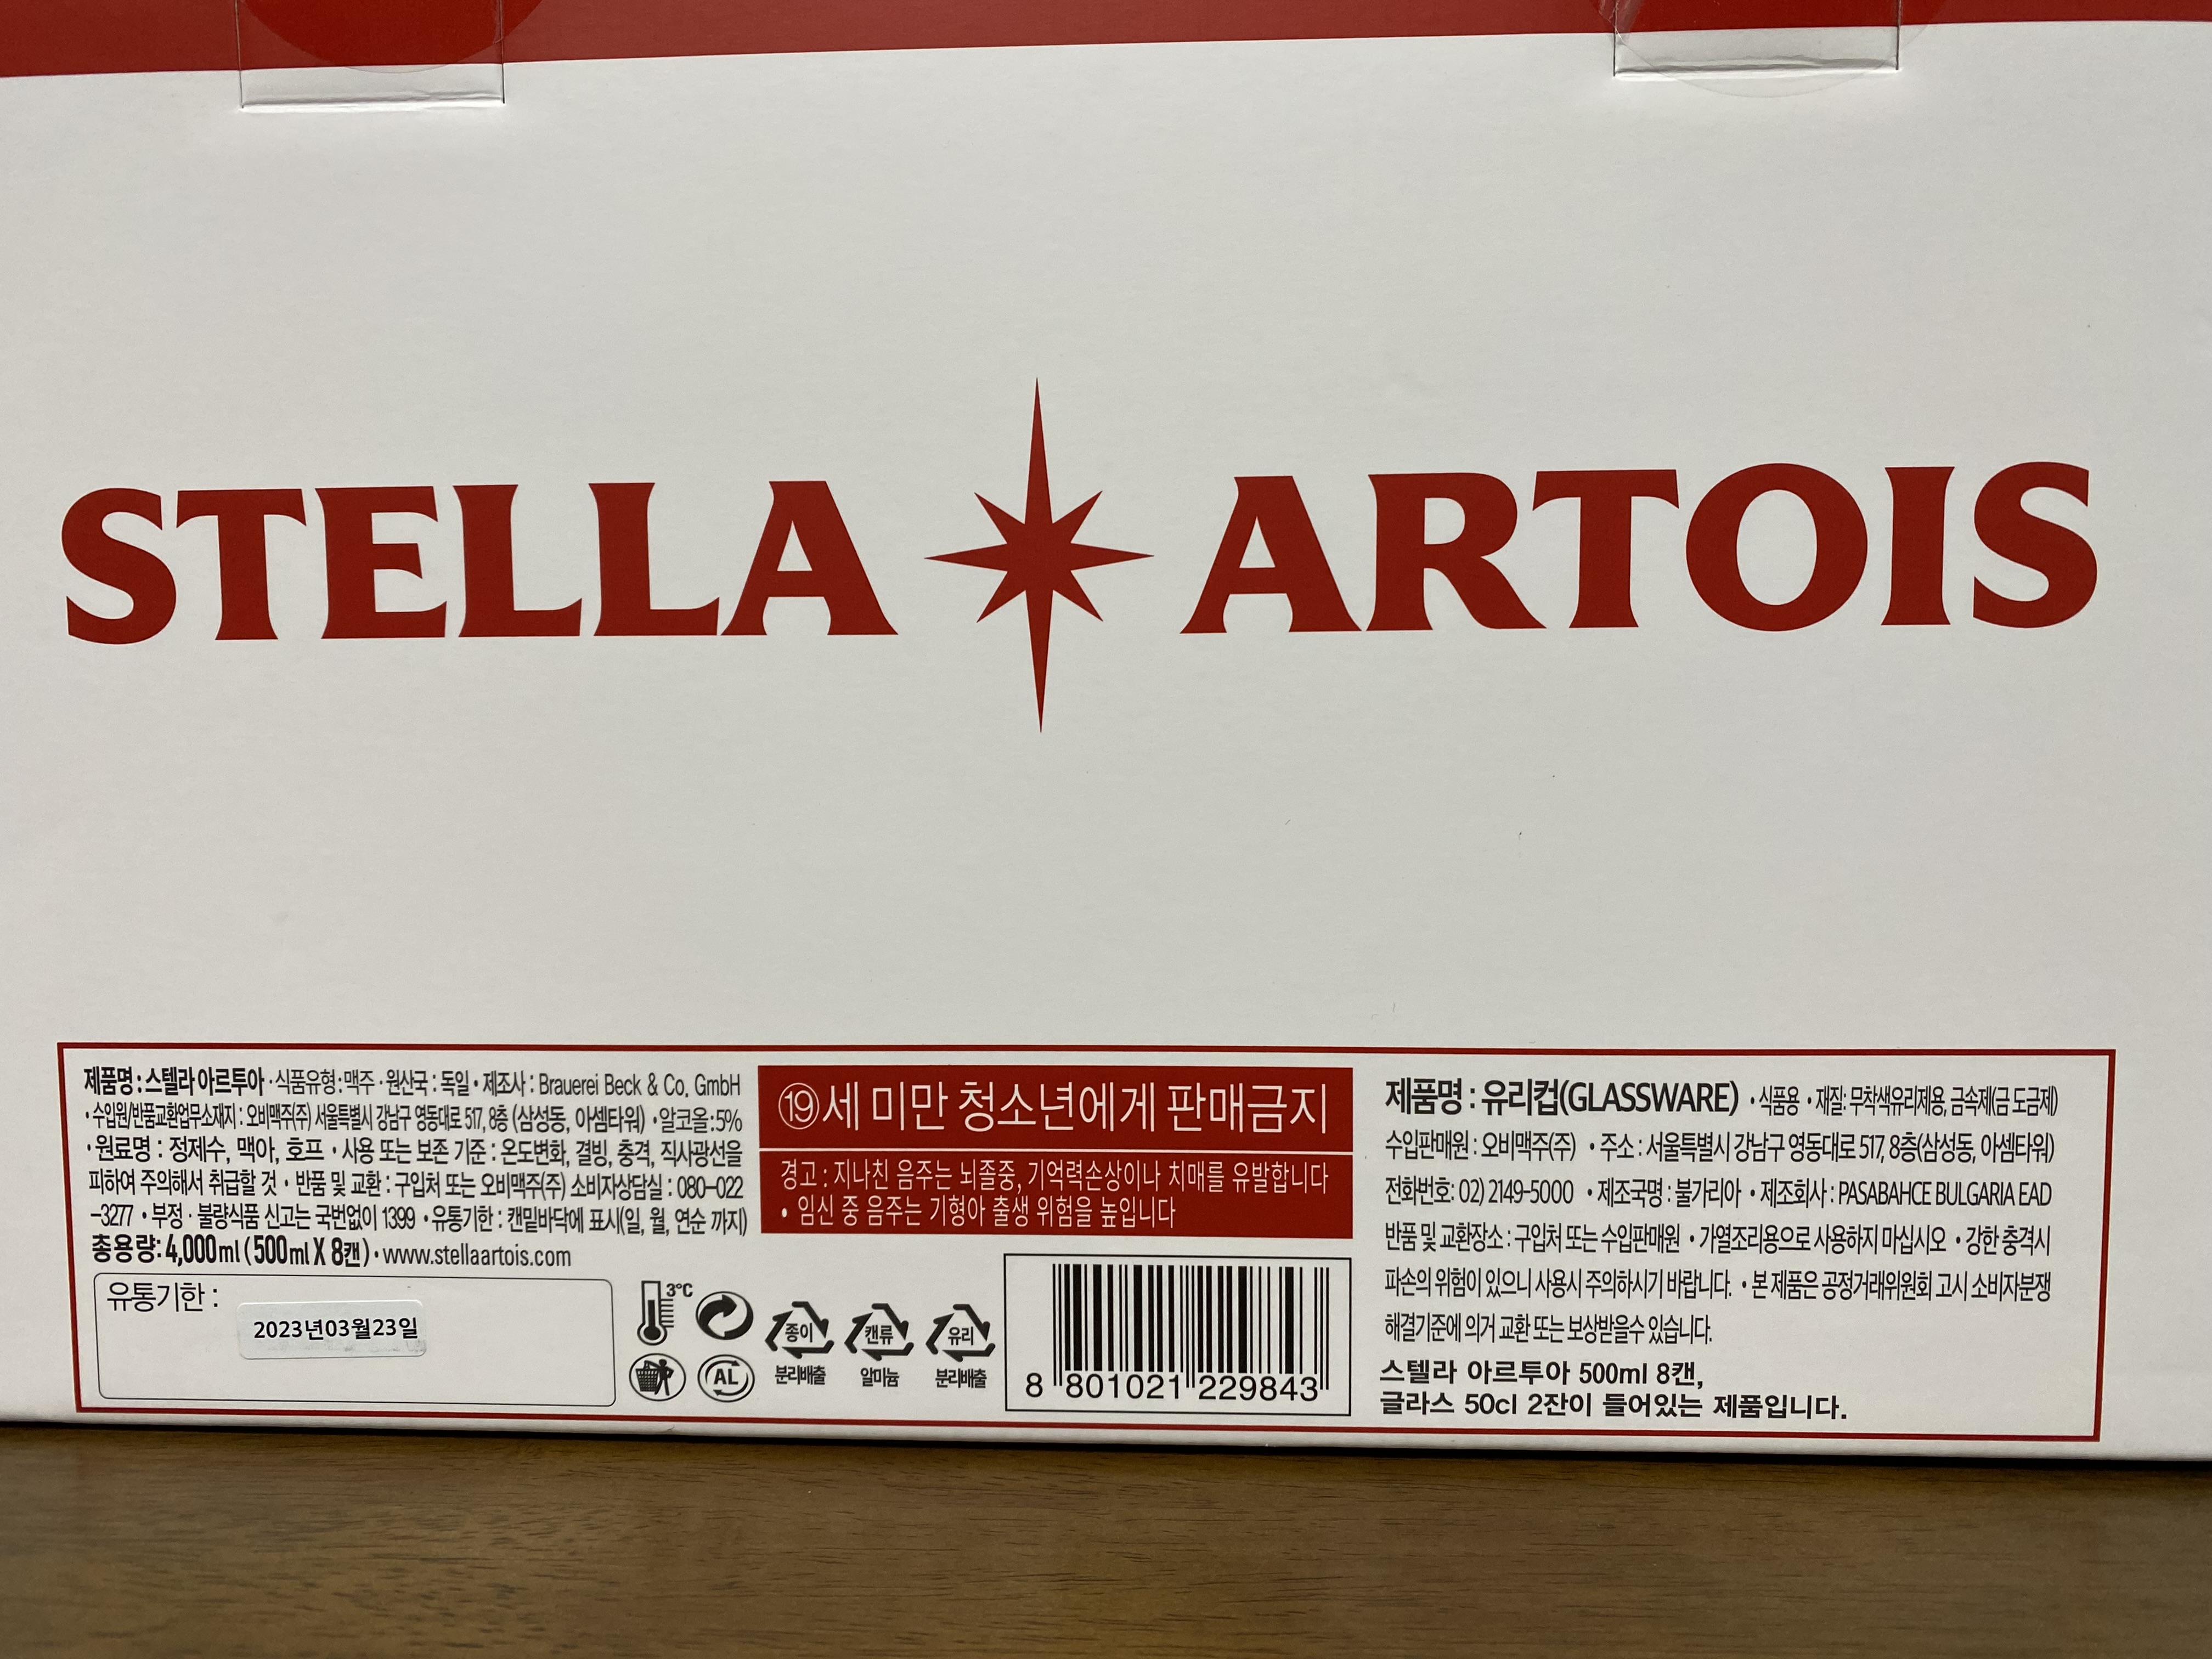 STELLA ARTOIS
제품명 : 스텔라 아르투아 · 식품유형 : 맥주 · 원산국 : 독일 · 제조사 : Brauerei Beck & Co. GmbH
· 수입원/반품교환업무소재지 : 오비맥주(주) 서울특별시 강남구 영동대로 517, 8층 (삼성동, 아셈타워) · 알코올 : 5%
· 원료명 : 정제수, 맥아, 호프 · 사용 또는 보존 기준 : 온도변화, 결빙, 충격, 직사광선을
피하여 주의해서 취급할 것 · 반품 및 교환 : 구입처 또는 오비맥주(주) 소비자상담실 : 080-022
-3277 · 부정 · 불량식품 신고는 국번없이 1399 · 유통기한 : 캔밑바닥에 표시(일, 월, 연순 까지)
총용량 : 4,000ml (500ml X 8캔) · www.stellaartois.com
유통기한 :
2023년03월23일
3°C
AL
종이
분리배출
캔류
알미늄
유리
분리배출
⑲세 미만 청소년에게 판매금지
경고 : 지나친 음주는 뇌졸중, 기억력손상이나 치매를 유발합니다
• 임신 중 음주는 기형아 출생 위험을 높입니다
8 801021 229843
제품명 : 유리컵(GLASSWARE) • 식품용 • 재질: 무착색유리제용, 금속제(금 도금제)
수입판매원 : 오비맥주(주) • 주소 : 서울특별시 강남구 영동대로 517, 8층(삼성동, 아셈타워)
전화번호: 02) 2149-5000 • 제조국명 : 불가리아 • 제조회사 : PASABAHCE BULGARIA EAD
반품 및 교환장소 : 구입처 또는 수입판매원 • 가열조리용으로 사용하지 마십시오 • 강한 충격시
파손의 위험이 있으니 사용시 주의하시기 바랍니다. • 본 제품은 공정거래위원회 고시 소비자분쟁
해결기준에 의거 교환 또는 보상받을수 있습니다.
스텔라 아르투아 500ml 8캔,
글라스 50cl 2잔이 들어있는 제품입니다.